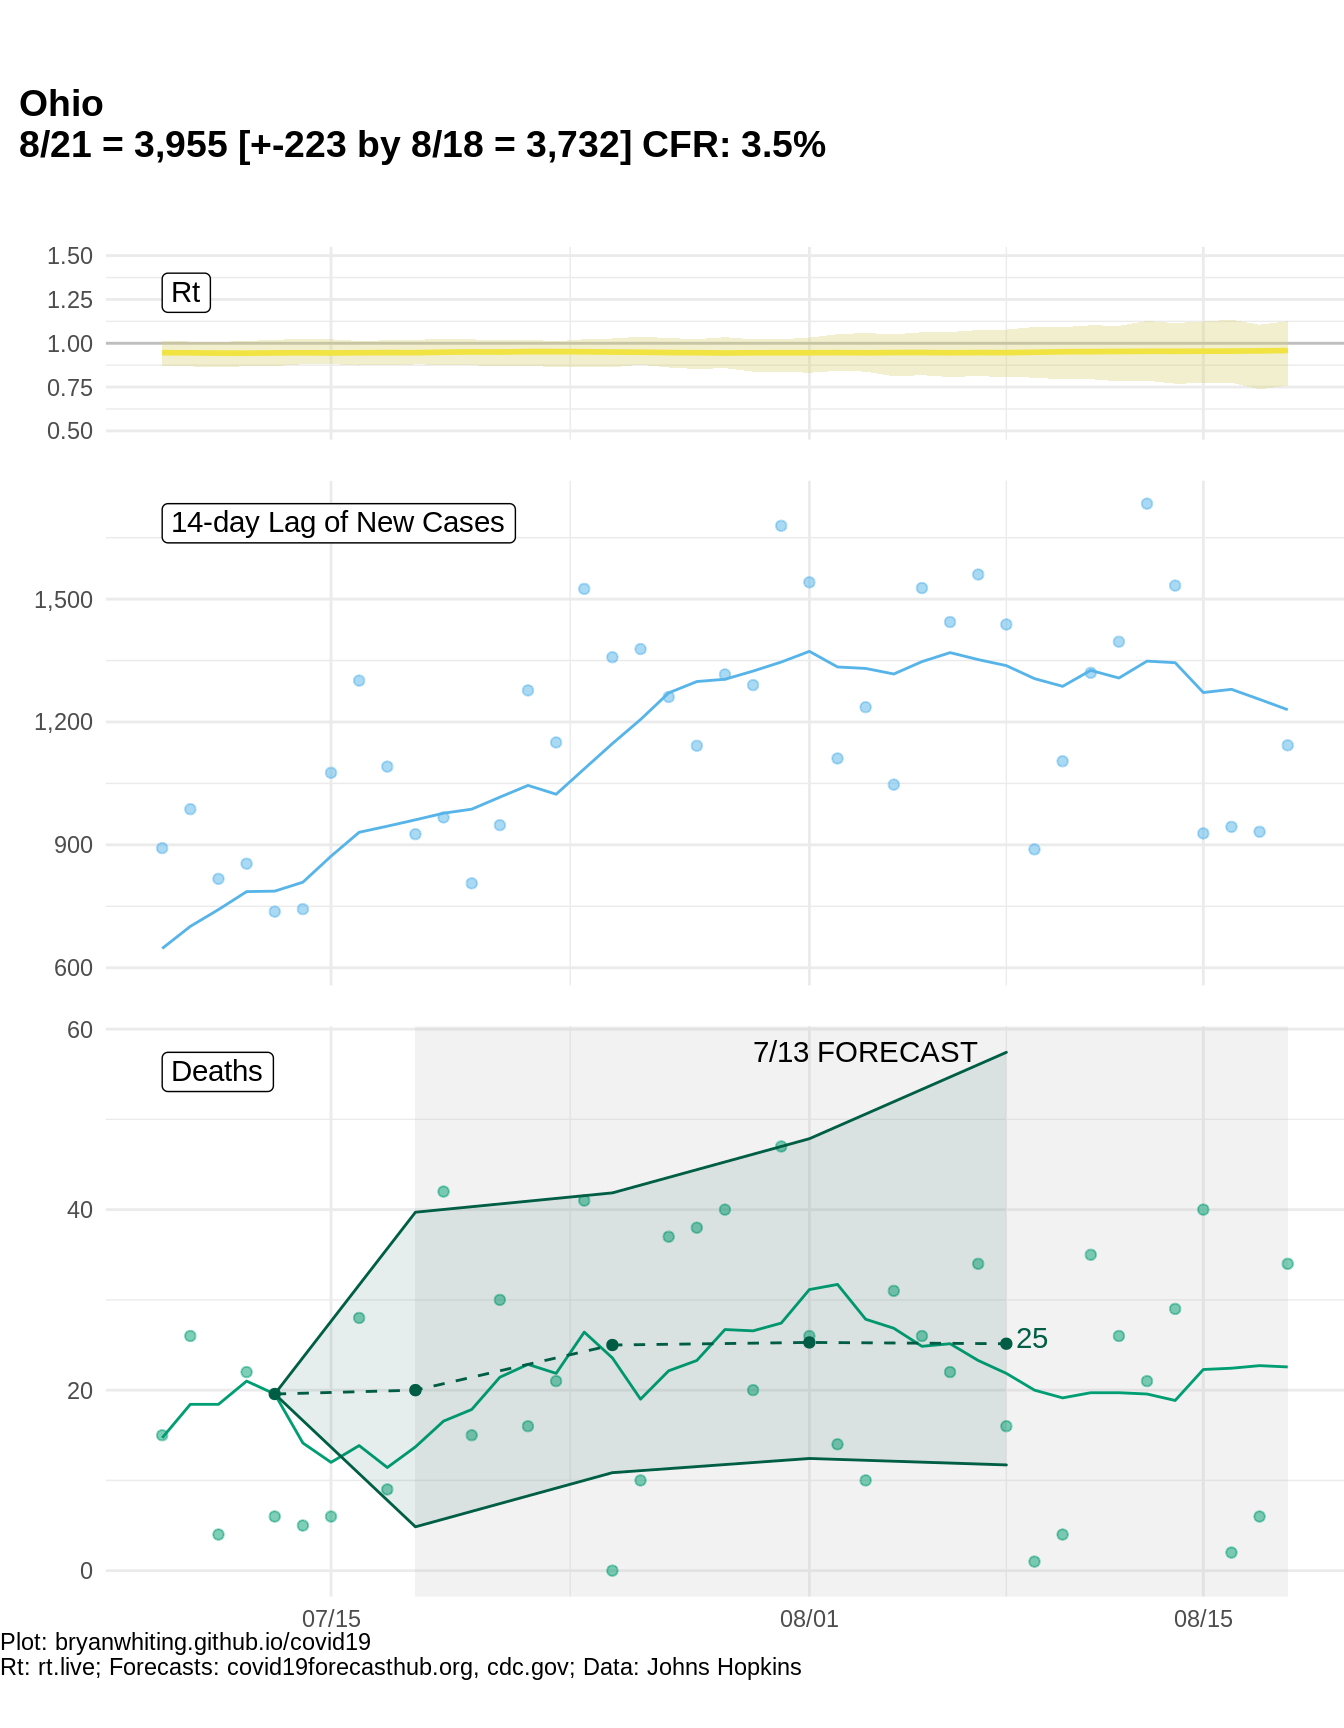 Ohio
8/21 = 3,955 [+-223 by 8/18 = 3,732] CFR: 3.5%
1.50
1.25
1.00
0.75
0.50
Rt
14-day Lag of New Cases
1,500
1,200
900
600
60
40
20
0
Deaths
7/13 FORECAST
25
07/15
08/01
08/15
Plot: bryanwhiting.github.io/covid19
Rt: rt.live; Forecasts: covid19forecasthub.org, cdc.gov; Data: Johns Hopkins